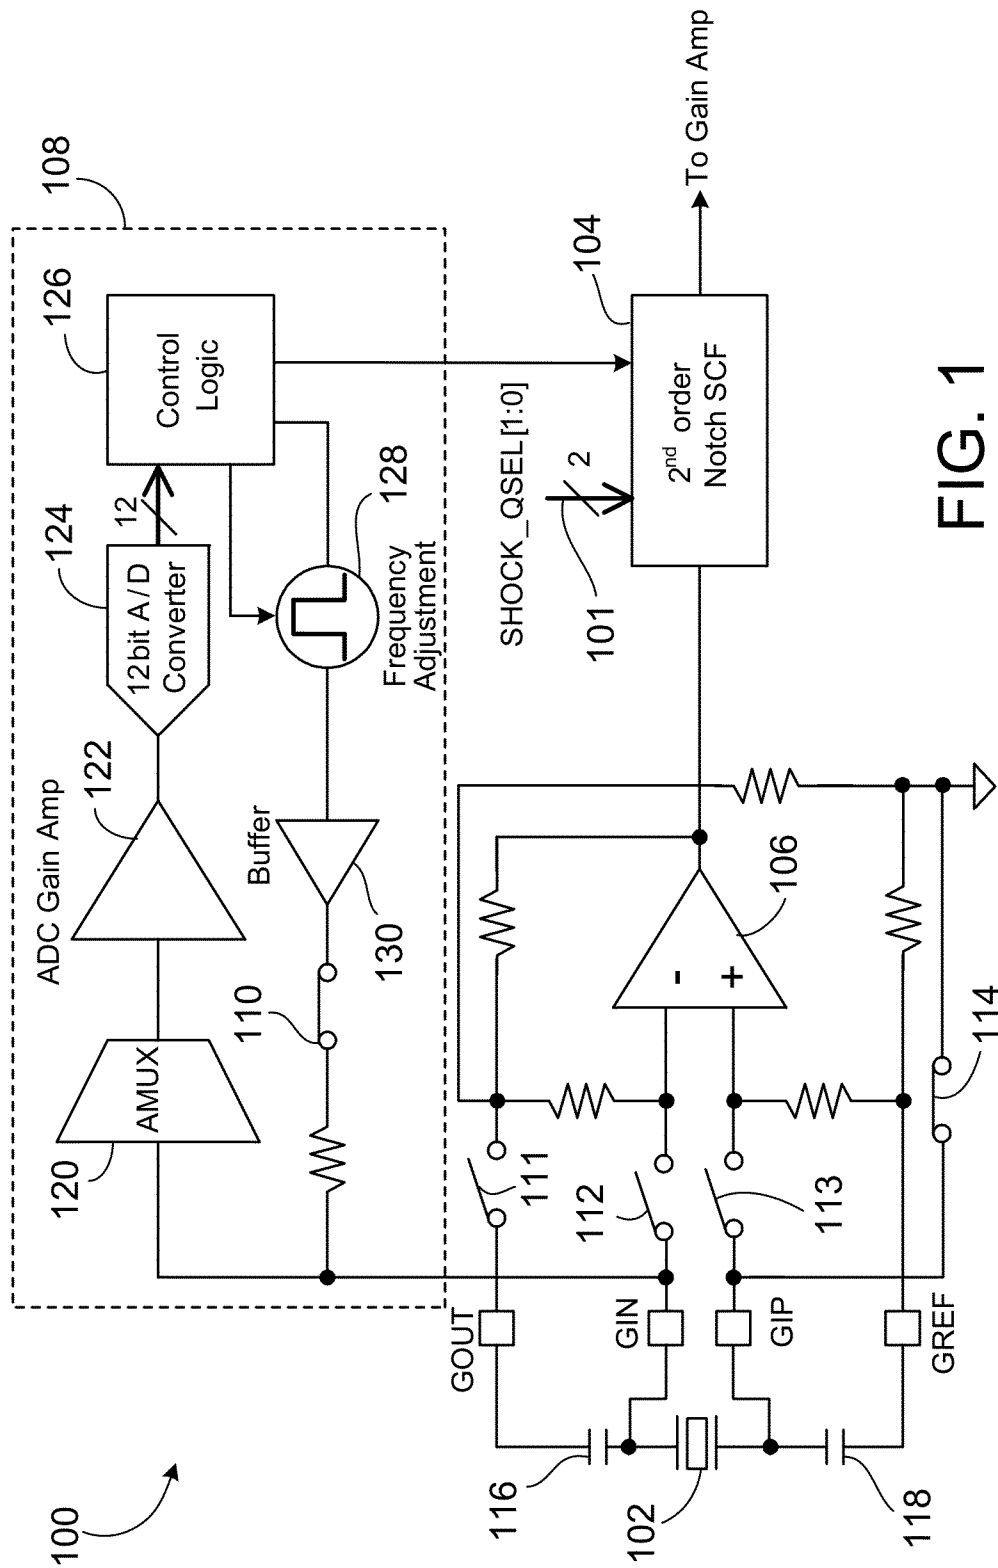 100
108
120
AMUX
ADC Gain Amp
122
124
12bit A / D
Converter
12
126
Control
Logic
110
130
Buffer
128
Frequency
Adjustment
SHOCK_QSEL[1:0]
101
2
104
2nd order
Notch SCF
To Gain Amp
GOUT
GIN
GIP
GREF
111
112
113
114
-
+
106
116
102
118
FIG. 1